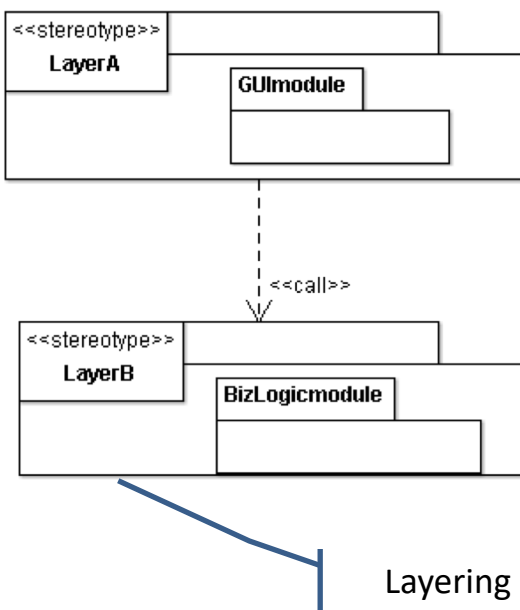 <<stereotype>>
LayerA
GUImodule
<<call>>
<<stereotype>>
LayerB
BizLogicmodule
Layering